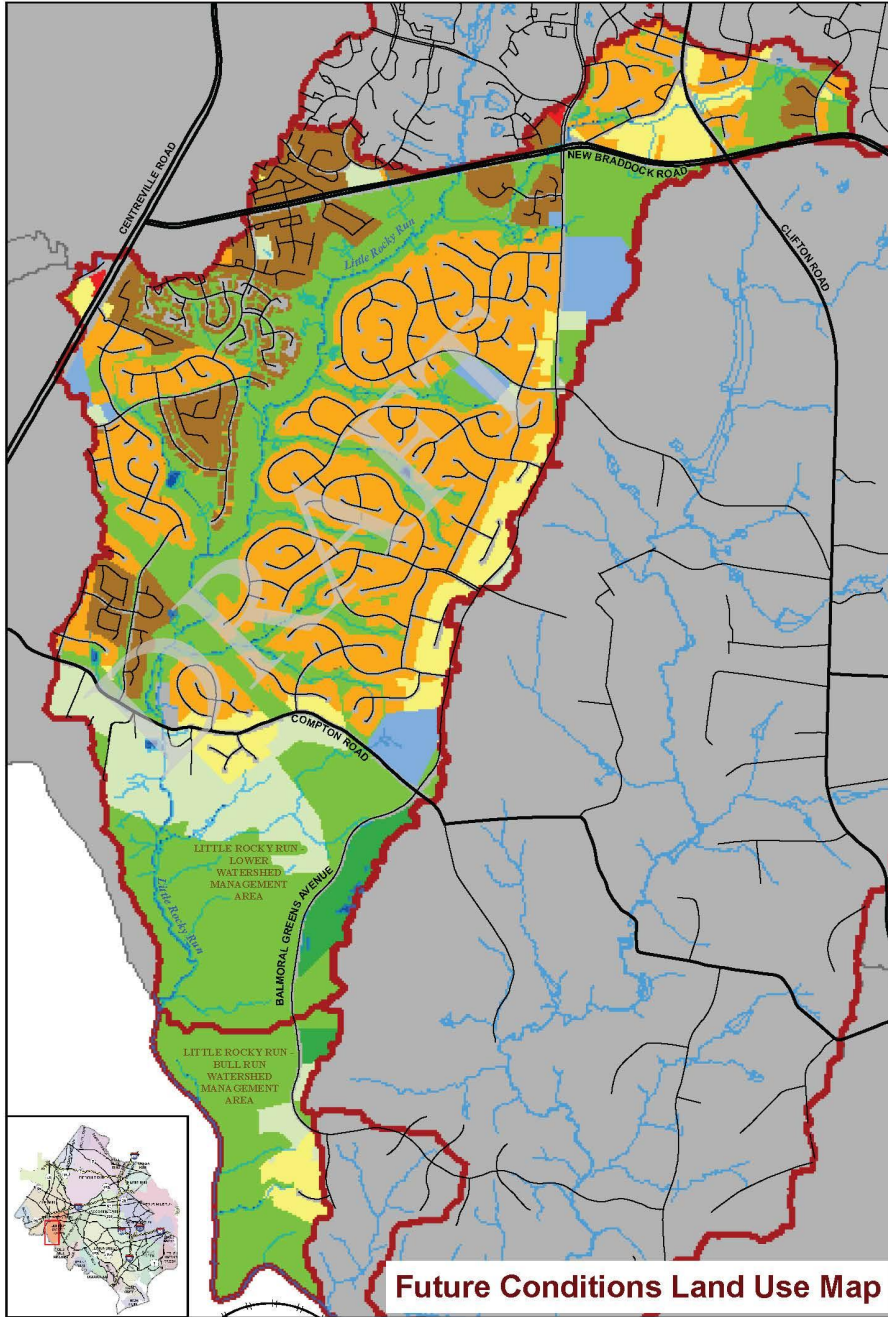 CENTREVILLE ROAD
NEW BRADDOCK ROAD
CLIFTON ROAD
Little Rocky Run
DRAFT
COMPTON ROAD
LITTLE ROCKY RUN -
LOWER
WATERSHED
MANAGEMENT
AREA
Little Rocky Run
BALMORAL GREENS AVENUE
LITTLE ROCKY RUN -
BULL RUN
WATERSHED
MANAGEMENT
AREA
Future Conditions Land Use Map